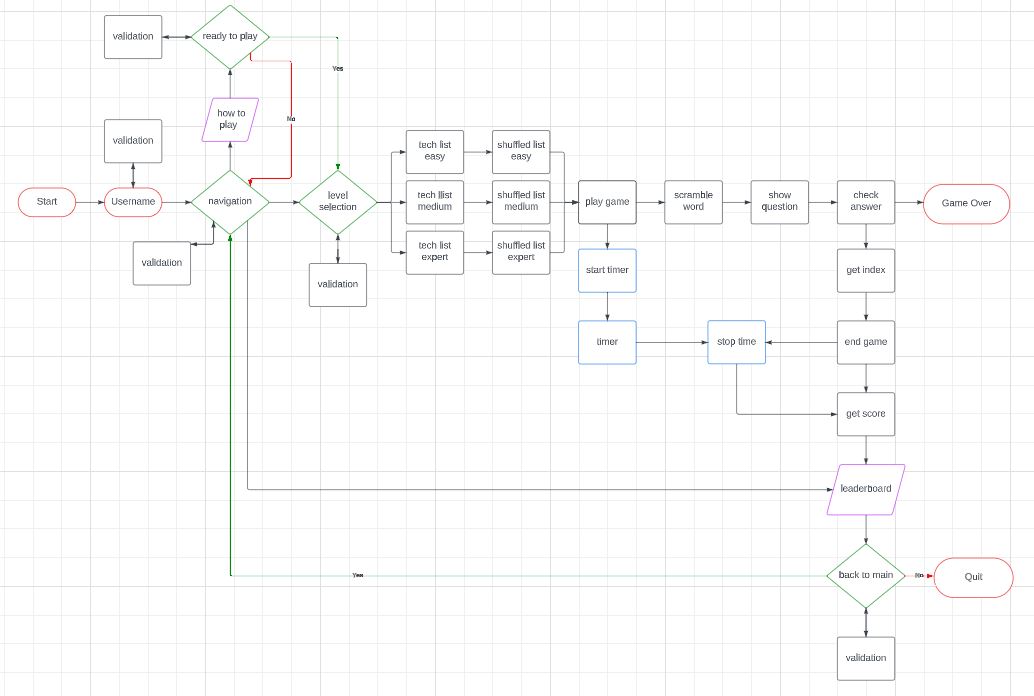 validation
ready to play
Yes
how to
play
No
validation
Start
Username
navigation
level
selection
validation
validation
tech list
easy
shuffled list
easy
tech llist
medium
shuffled list
medium
tech list
expert
shuffled list
expert
play game
scramble
word
show
question
check
answer
Game Over
start timer
get index
timer
stop time
end game
get score
leaderboard
Yes
back to main
No
Quit
validation